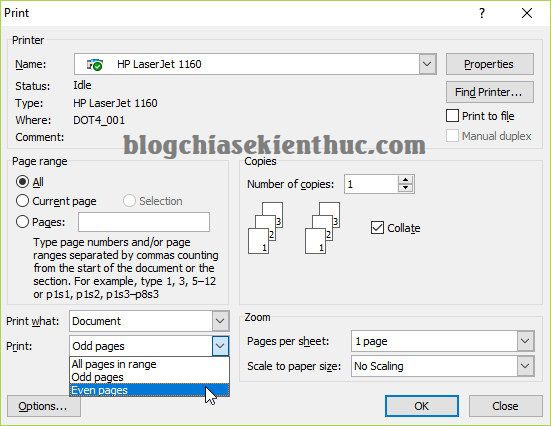 Print
Printer
Name: HP LaserJet 1160
Properties
Status: Idle
Find Printer...
Type: HP LaserJet 1160
Print to file
Where: DOT4_001
Manual duplex
Comment:
blogchiasekienthuc.com
Page range
All
Current page
Selection
Pages:
Type page numbers and/or page
ranges separated by commas counting
from the start of the document or the
section. For example, type 1, 3, 5–12
or p1s1, p1s2, p1s3–p8s3
Copies
Number of copies: 1
3 3
2 2
1 1
Collate
Print what: Document
Print: Odd pages
All pages in range
Odd pages
Even pages
Zoom
Pages per sheet: 1 page
Scale to paper size: No Scaling
Options...
OK
Close